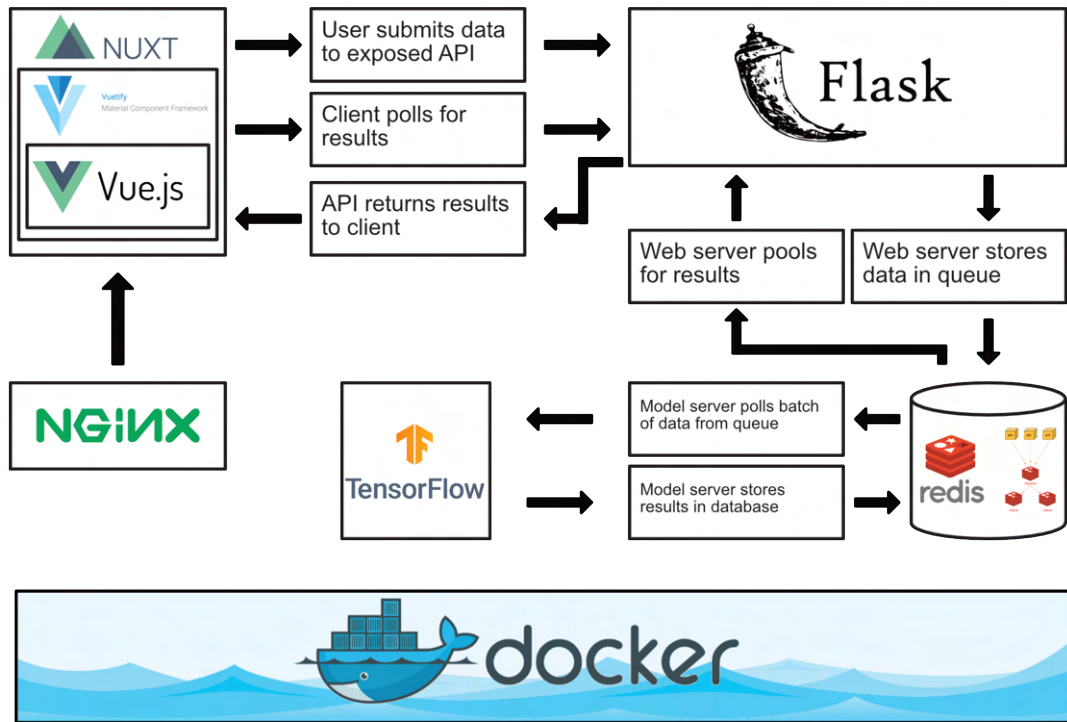 NUXT
User submits data
to exposed API
Flask
Vuetify
Material Component Framework
Client polls for
results
Vue.js
API returns results
to client
Web server pools
for results
Web server stores
data in queue
NGINX
TensorFlow
Model server polls batch
of data from queue
Model server stores
results in database
redis
docker